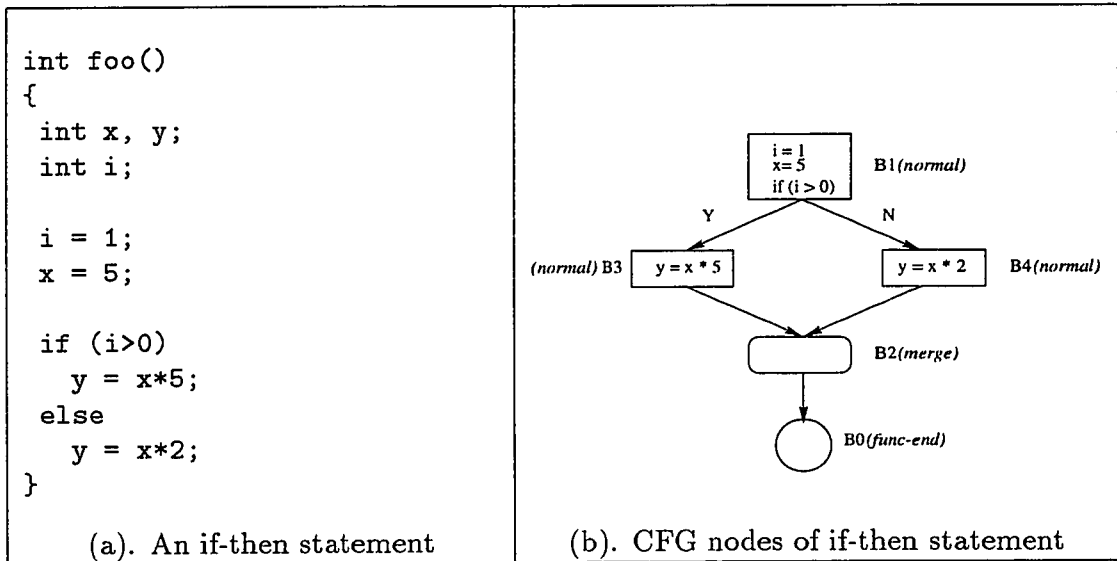 int foo()
{
int x, y;
int i;
i = 1;
x = 5;
if (i>0)
y = x*5;
else
y = x*2;
}
(a). An if-then statement
i = 1
x= 5
if (i > 0)
B1(normal)
Y
N
(normal) B3
y = x * 5
y = x * 2
B4(normal)
B2(merge)
B0(func-end)
(b). CFG nodes of if-then statement